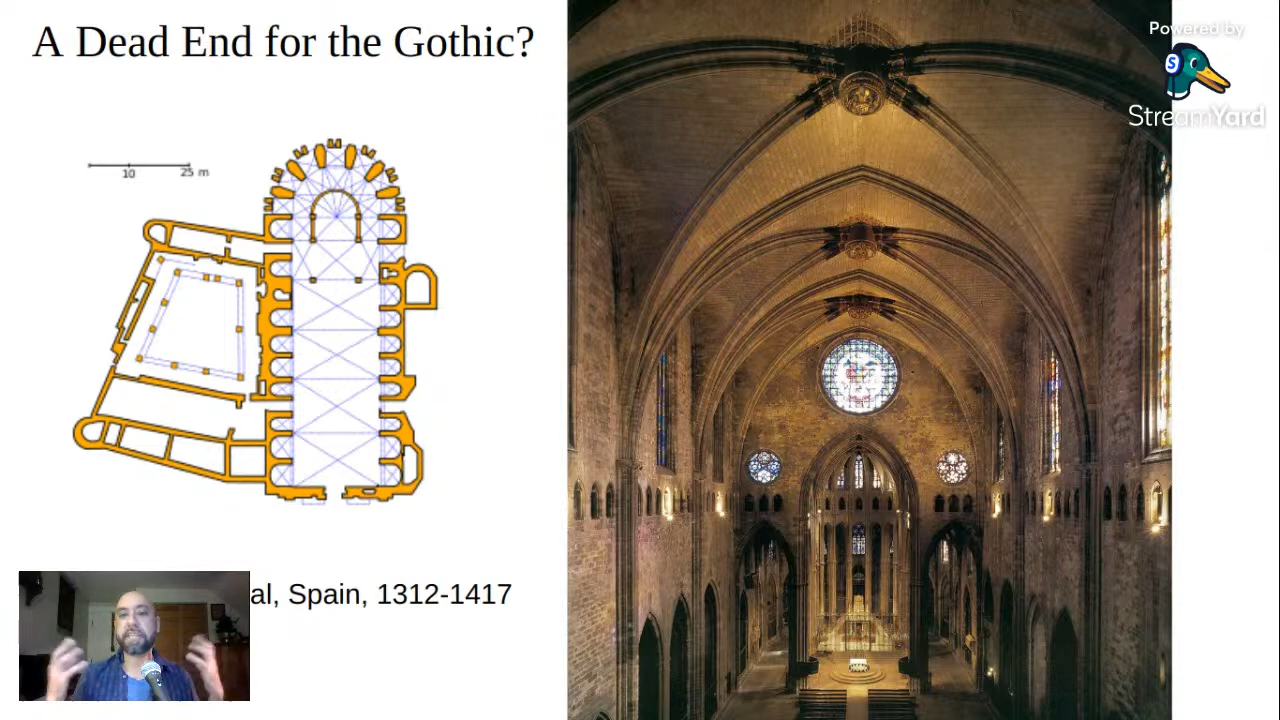 A Dead End for the Gothic?
Powered by
StreamYard
10
25 m
al, Spain, 1312-1417